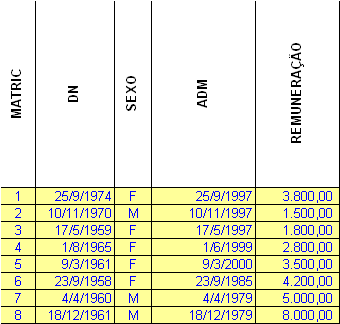 MATRIC DN SEXO ADM REMUNERAÇÃO
1 25/9/1974 F 25/9/1997 3.800,00
2 10/11/1970 M 10/11/1997 1.500,00
3 17/5/1959 F 17/5/1997 1.800,00
4 1/8/1965 F 1/6/1999 2.800,00
5 9/3/1961 F 9/3/2000 3.500,00
6 23/9/1958 F 23/9/1985 4.200,00
7 4/4/1960 M 4/4/1979 5.000,00
8 18/12/1961 M 18/12/1979 8.000,00